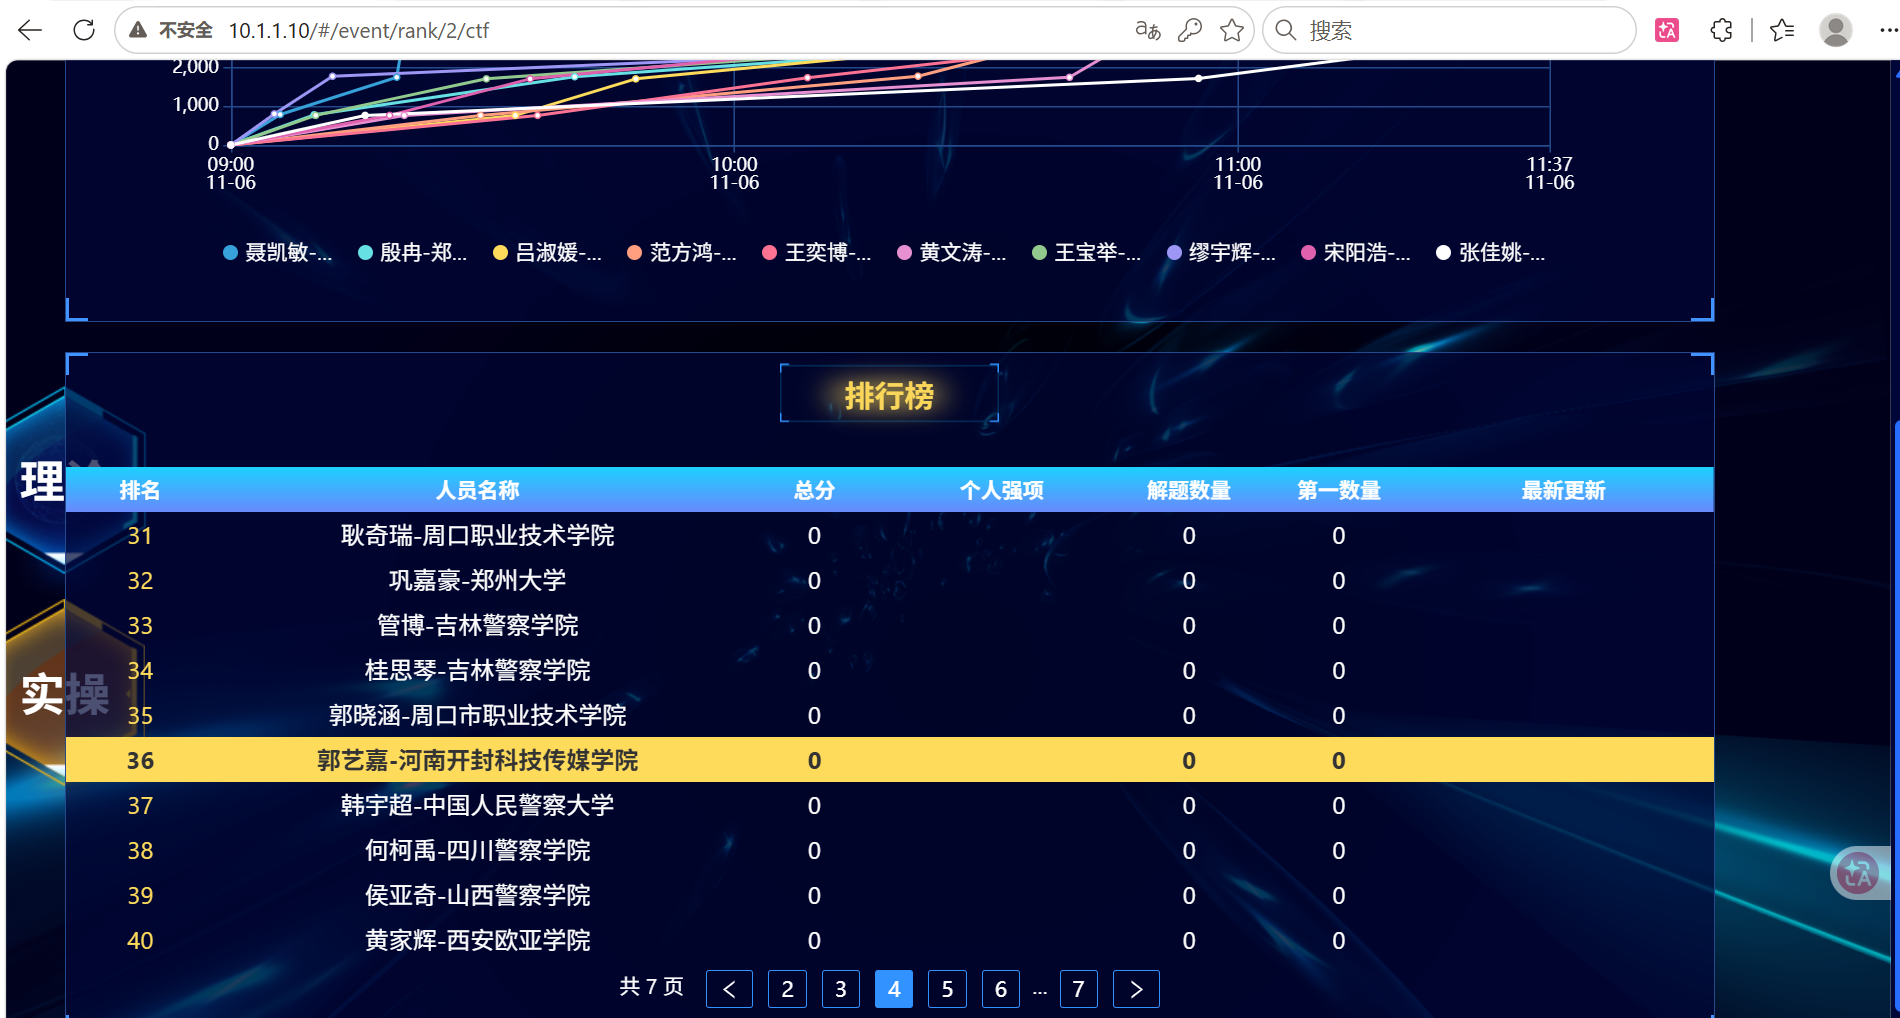 不安全 10.1.1.10/#/event/rank/2/ctf 搜索
2,000
1,000
0
09:00 10:00 11:00 11:37
11-06 11-06 11-06 11-06
聂凯敏-... 殷冉-郑... 吕淑媛-... 范方鸿-... 王奕博-... 黄文涛-... 王宝举-... 缪宇辉-... 宋阳浩-... 张佳姚-...
排行榜
理
实操
排名 人员名称 总分 个人强项 解题数量 第一数量 最新更新
31 耿奇瑞-周口职业技术学院 0 0 0
32 巩嘉豪-郑州大学 0 0 0
33 管博-吉林警察学院 0 0 0
34 桂思琴-吉林警察学院 0 0 0
35 郭晓涵-周口市职业技术学院 0 0 0
36 郭艺嘉-河南开封科技传媒学院 0 0 0
37 韩宇超-中国人民警察大学 0 0 0
38 何柯禹-四川警察学院 0 0 0
39 侯亚奇-山西警察学院 0 0 0
40 黄家辉-西安欧亚学院 0 0 0
共 7 页 < 2 3 4 5 6 ... 7 >